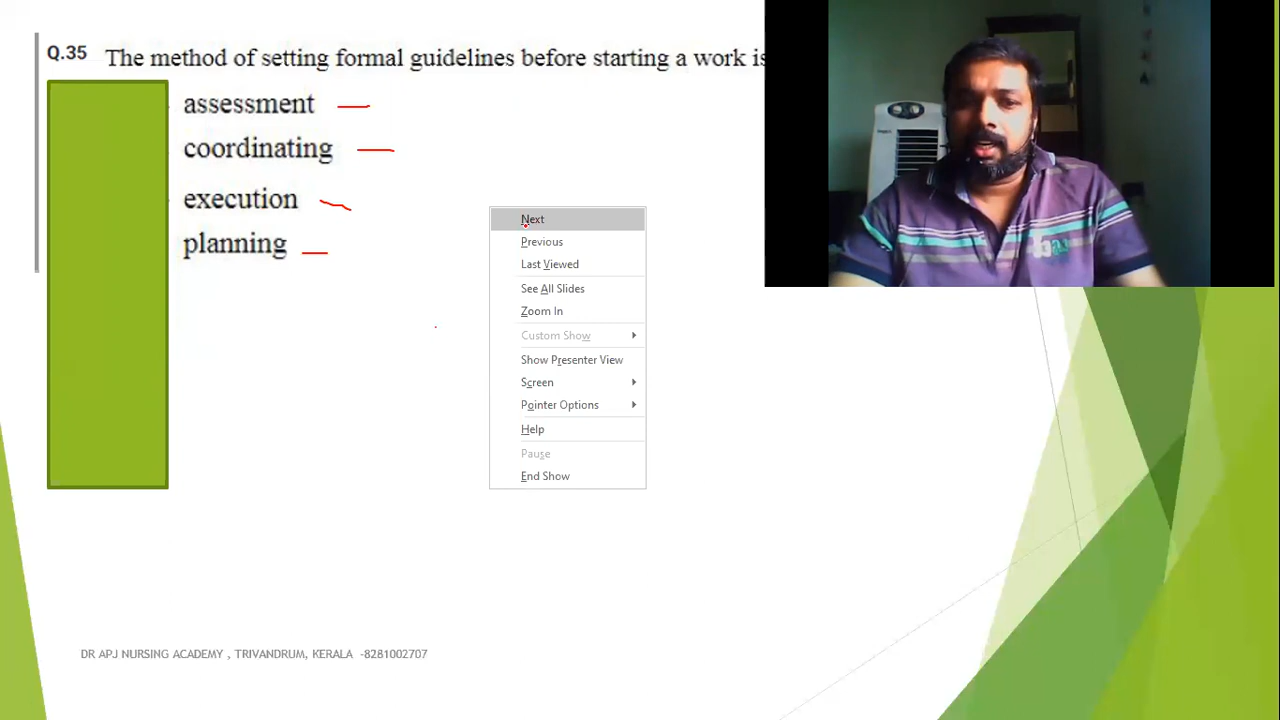 Q.35 The method of setting formal guidelines before starting a work is
assessment
coordinating
execution
planning
Next
Previous
Last Viewed
See All Slides
Zoom In
Custom Show
Show Presenter View
Screen
Pointer Options
Help
Pause
End Show
DR APJ NURSING ACADEMY , TRIVANDRUM, KERALA -8281002707